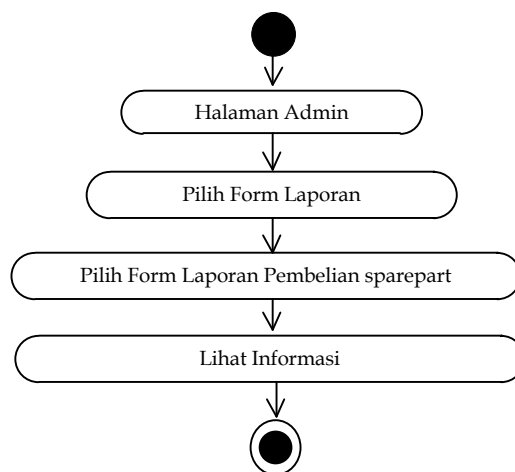 Halaman Admin
Pilih Form Laporan
Pilih Form Laporan Pembelian sparepart
Lihat Informasi